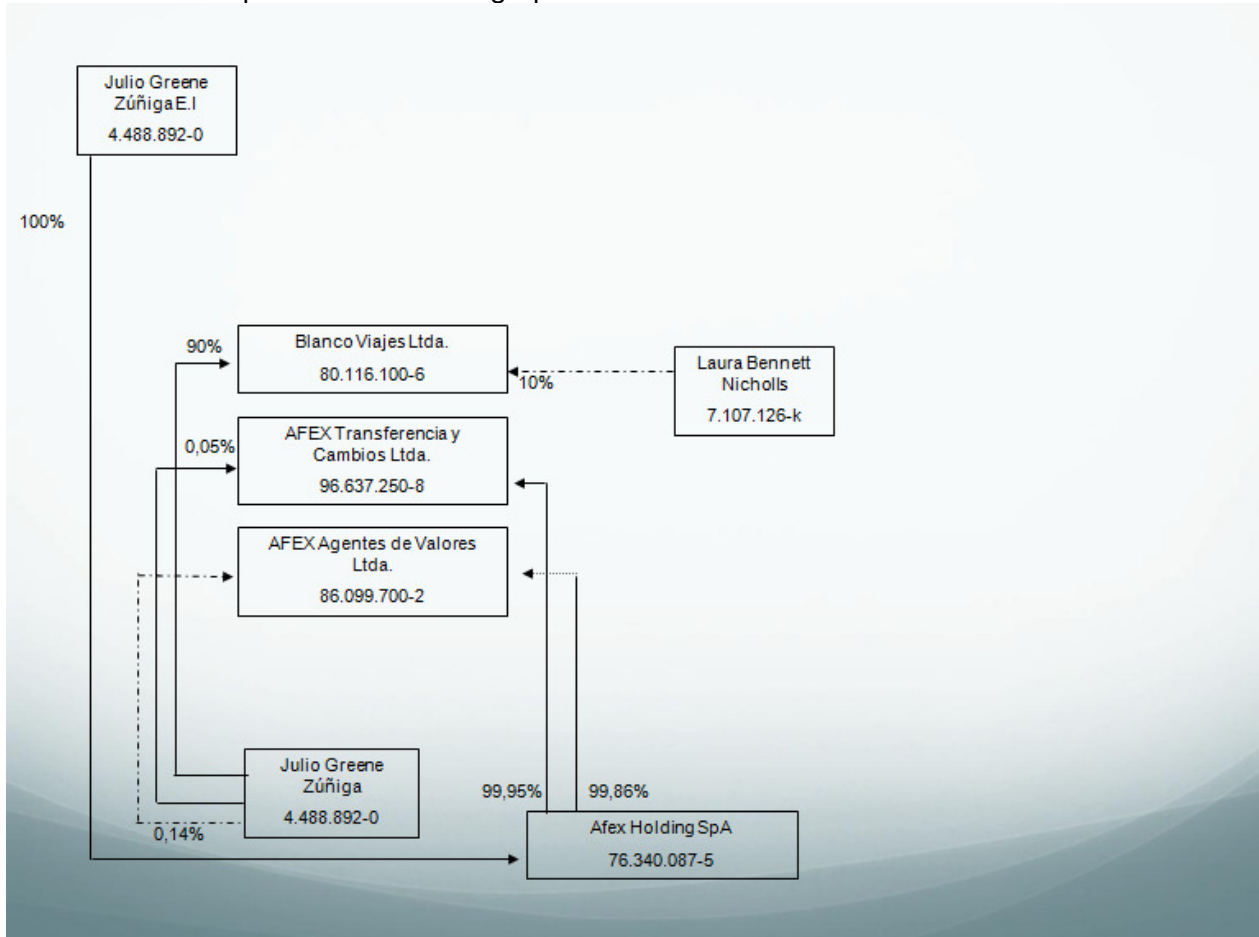 Julio Greene
Zúñiga E.I
4.488.892-0
100%
90%
Blanco Viajes Ltda.
80.116.100-6
10%
Laura Bennett
Nicholls
7.107.126-k
0,05%
AFEX Transferencia y
Cambios Ltda.
96.637.250-8
AFEX Agentes de Valores
Ltda.
86.099.700-2
Julio Greene
Zúñiga
4.488.892-0
0,14%
99,95%
99,86%
Afex Holding SpA
76.340.087-5